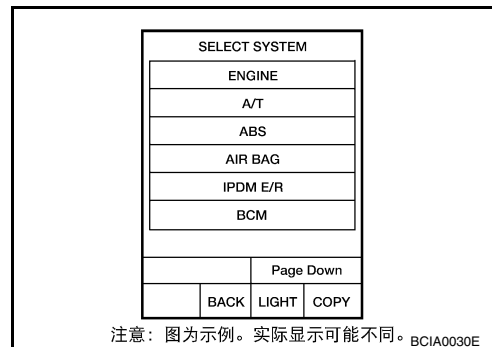 SELECT SYSTEM
ENGINE
A/T
ABS
AIR BAG
IPDM E/R
BCM
Page Down
BACK LIGHT COPY
注意：图为示例。实际显示可能不同。 BCIA0030E